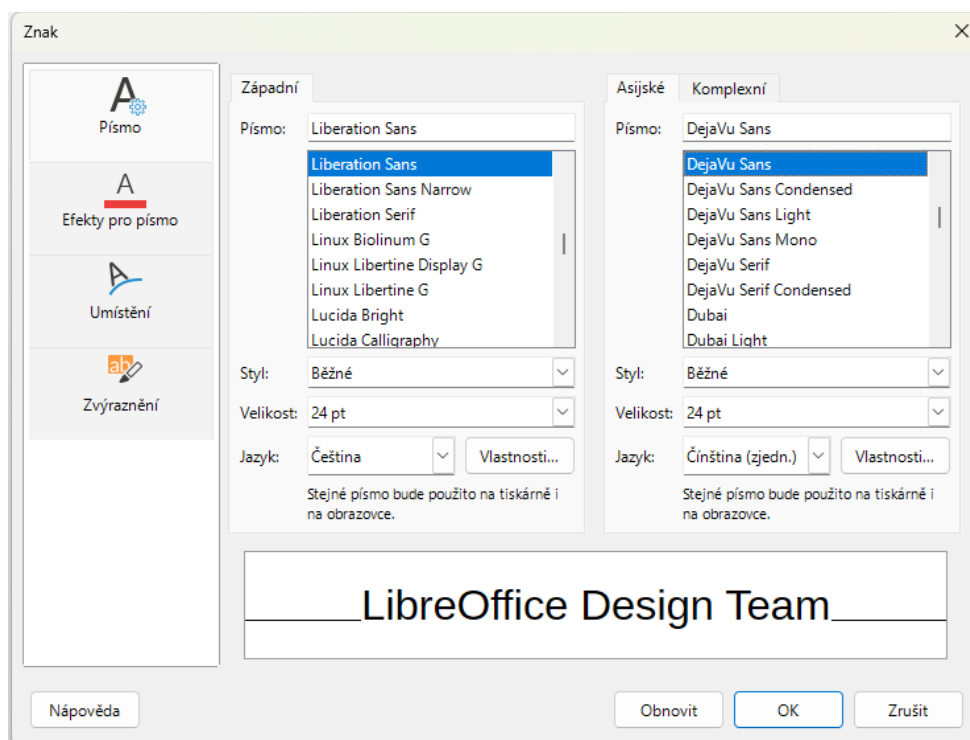 Znak
Písmo
Efekty pro písmo
Umístění
Zvýraznění
Západní
Písmo: Liberation Sans
Liberation Sans
Liberation Sans Narrow
Liberation Serif
Linux Biolinum G
Linux Libertine Display G
Linux Libertine G
Lucida Bright
Lucida Calligraphy
Styl: Běžné
Velikost: 24 pt
Jazyk: Čeština Vlastnosti...
Stejné písmo bude použito na tiskárně i
na obrazovce.
Asijské Komplexní
Písmo: DejaVu Sans
DejaVu Sans
DejaVu Sans Condensed
DejaVu Sans Light
DejaVu Sans Mono
DejaVu Serif
DejaVu Serif Condensed
Dubai
Dubai Light
Styl: Běžné
Velikost: 24 pt
Jazyk: Čínština (zjedn.) Vlastnosti...
Stejné písmo bude použito na tiskárně i
na obrazovce.
LibreOffice Design Team
Nápověda Obnovit OK Zrušit